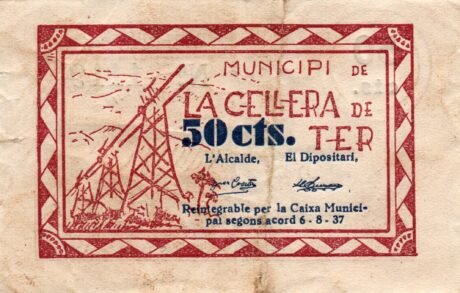 MUNICIPI DE
LA CELLERA DE
TER
50 cts.
L'Alcalde, El Dipositari,
Reintegrable per la Caixa Munici-
pal segons acord 6-8-37